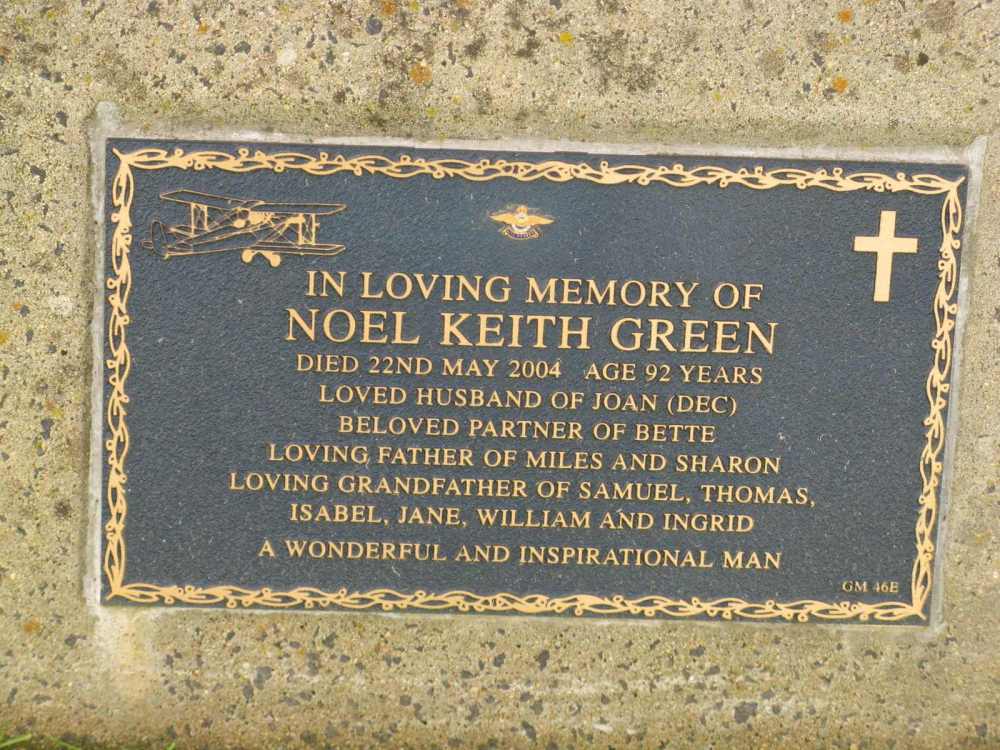 IN LOVING MEMORY OF
NOEL KEITH GREEN
DIED 22ND MAY 2004 AGE 92 YEARS
LOVED HUSBAND OF JOAN (DEC)
BELOVED PARTNER OF BETTE
LOVING FATHER OF MILES AND SHARON
LOVING GRANDFATHER OF SAMUEL, THOMAS,
ISABEL, JANE, WILLIAM AND INGRID
A WONDERFUL AND INSPIRATIONAL MAN
GM 46E